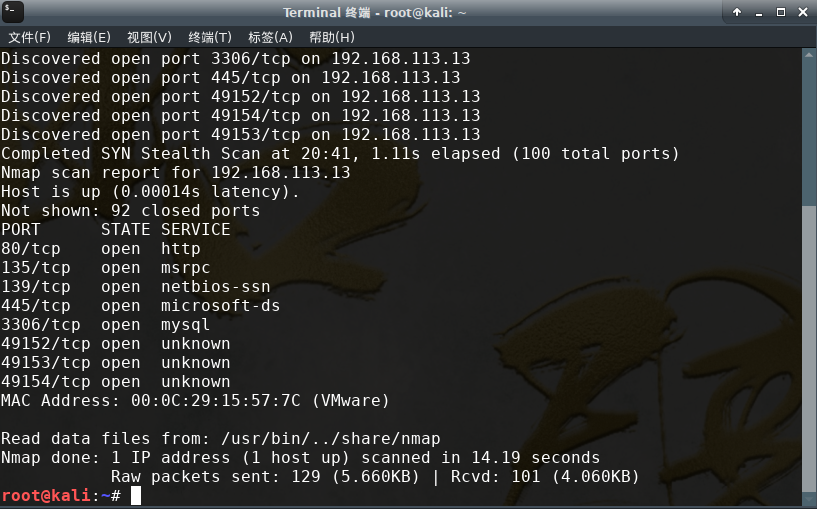 Terminal 终端 - root@kali: ~
文件(F) 编辑(E) 视图(V) 终端(T) 标签(A) 帮助(H)
Discovered open port 3306/tcp on 192.168.113.13
Discovered open port 445/tcp on 192.168.113.13
Discovered open port 49152/tcp on 192.168.113.13
Discovered open port 49154/tcp on 192.168.113.13
Discovered open port 49153/tcp on 192.168.113.13
Completed SYN Stealth Scan at 20:41, 1.11s elapsed (100 total ports)
Nmap scan report for 192.168.113.13
Host is up (0.00014s latency).
Not shown: 92 closed ports
PORT      STATE SERVICE
80/tcp    open  http
135/tcp   open  msrpc
139/tcp   open  netbios-ssn
445/tcp   open  microsoft-ds
3306/tcp  open  mysql
49152/tcp open  unknown
49153/tcp open  unknown
49154/tcp open  unknown
MAC Address: 00:0C:29:15:57:7C (VMware)
Read data files from: /usr/bin/../share/nmap
Nmap done: 1 IP address (1 host up) scanned in 14.19 seconds
           Raw packets sent: 129 (5.660KB) | Rcvd: 101 (4.060KB)
root@kali:~#